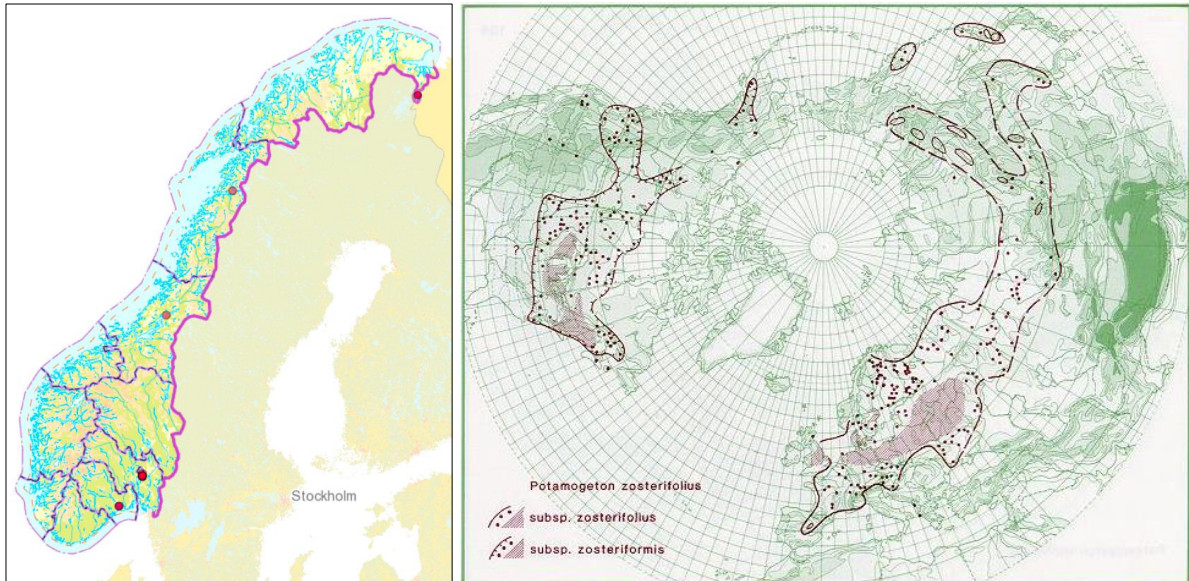 Stockholm
?
Potamogeton zosterifolius
subsp. zosterifolius
subsp. zosteriformis